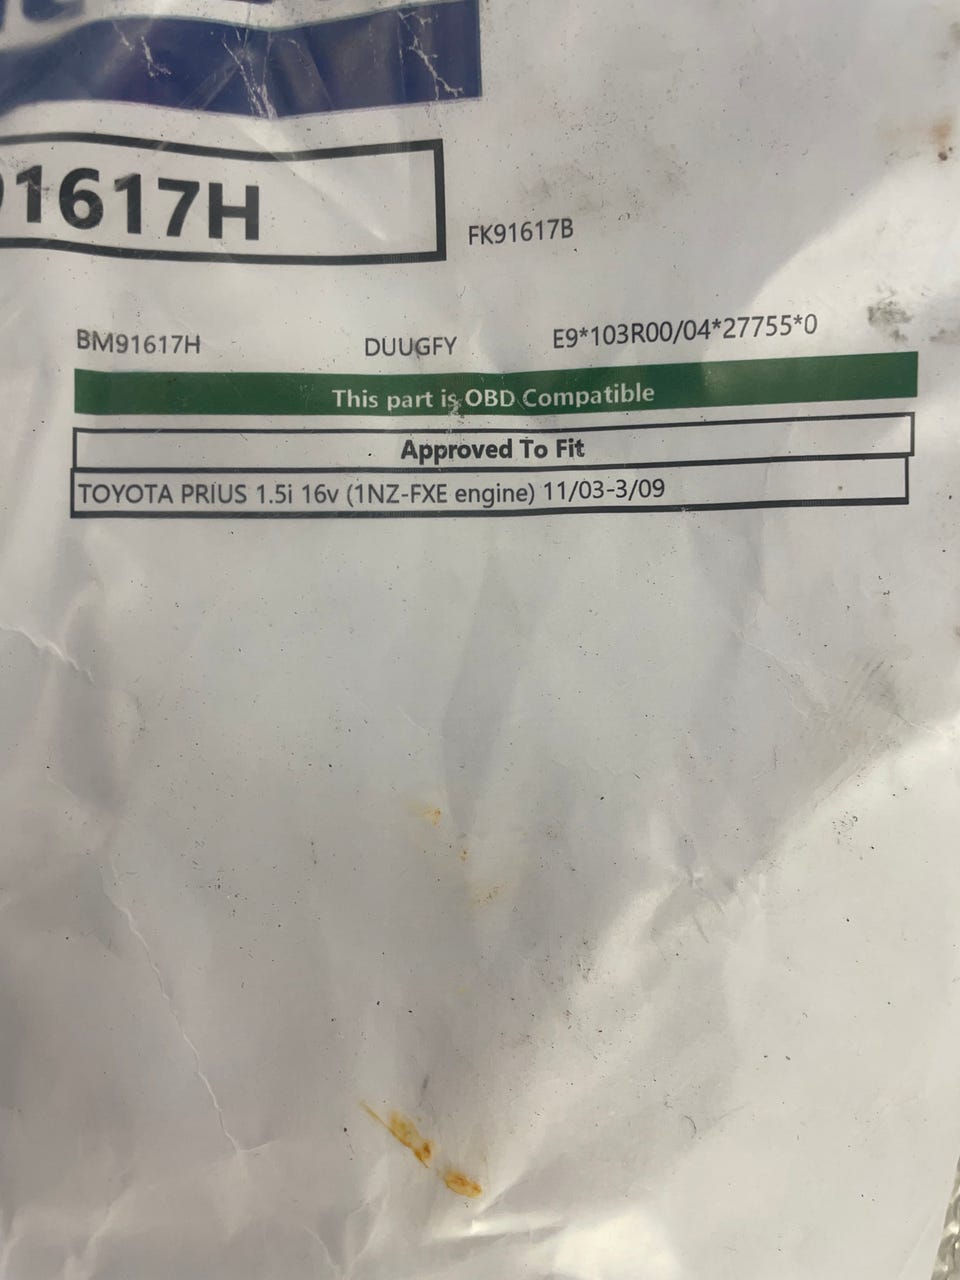 91617H
FK91617B
BM91617H DUUGFY E9*103R00/04*27755*0
This part is OBD Compatible
Approved To Fit
TOYOTA PRIUS 1.5i 16v (1NZ-FXE engine) 11/03-3/09